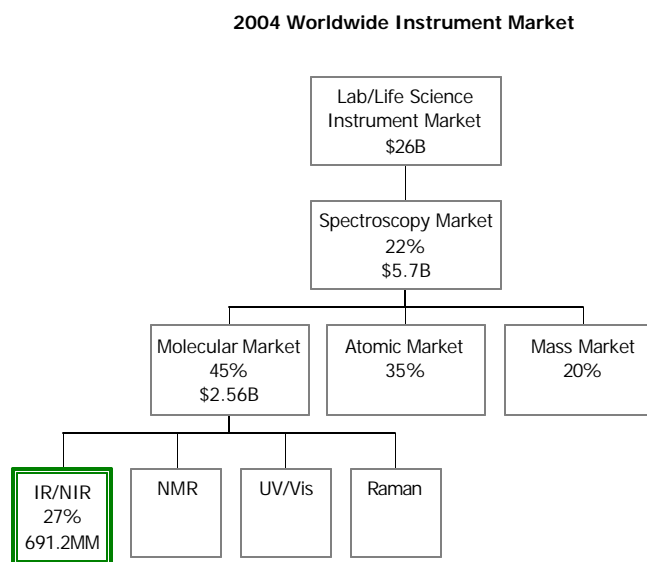 2004 Worldwide Instrument Market
Lab/Life Science
Instrument Market
$26B
Spectroscopy Market
22%
$5.7B
Molecular Market
45%
$2.56B
Atomic Market
35%
Mass Market
20%
IR/NIR
27%
691.2MM
NMR
UV/Vis
Raman